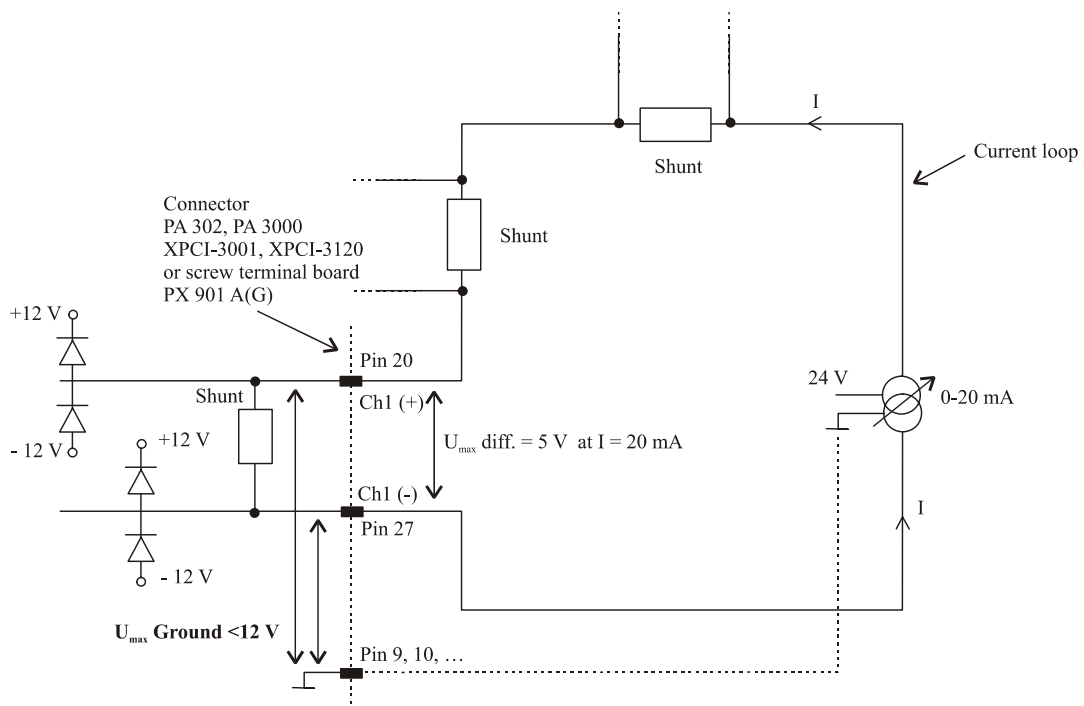 I
Shunt
Current loop
Connector
PA 302, PA 3000
XPCI-3001, XPCI-3120
or screw terminal board
PX 901 A(G)
Shunt
+12 V
Pin 20
Shunt
Ch1 (+)
24 V
0-20 mA
- 12 V
+12 V
Umax diff. = 5 V at I = 20 mA
Ch1 (-)
Pin 27
I
- 12 V
Umax Ground <12 V
Pin 9, 10, ...